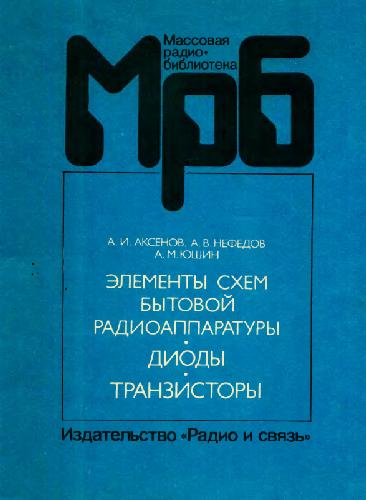 Массовая
радио-
библиотека
Мрб
А. И. АКСЕНОВ, А. В. НЕФЕДОВ
А. М. ЮШИН
ЭЛЕМЕНТЫ СХЕМ
БЫТОВОЙ
РАДИОАППАРАТУРЫ
·
ДИОДЫ
·
ТРАНЗИСТОРЫ
Издательство «Радио и связь»